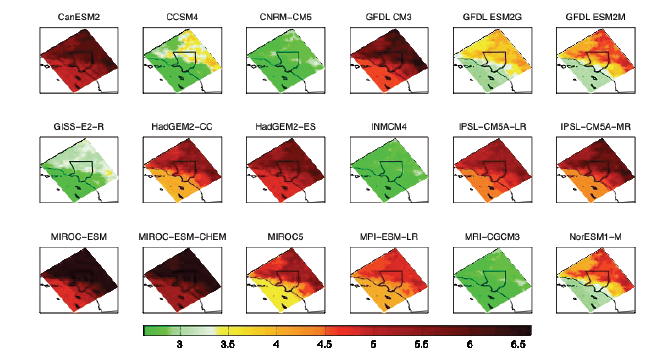 CanESM2 CCSM4 CNRM-CM5 GFDL CM3 GFDL ESM2G GFDL ESM2M
GISS-E2-R HadGEM2-CC HadGEM2-ES INMCM4 IPSL-CM5A-LR IPSL-CM5A-MR
MIROC-ESM MIROC-ESM-CHEM MIROC5 MPI-ESM-LR MRI-CGCM3 NorESM1-M
3 3.5 4 4.5 5 5.5 6 6.5